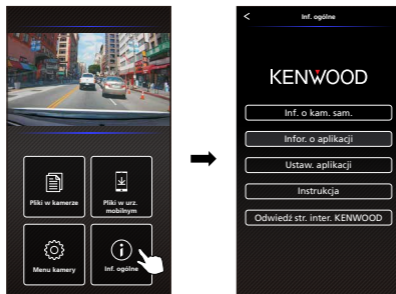 Pliki w kamerze
Pliki w urz.
mobilnym
Menu kamery
Inf. ogólne
< Inf. ogólne
KENWOOD
Inf. o kam. sam.
Infor. o aplikacji
Ustaw. aplikacji
Instrukcja
Odwiedź str. inter. KENWOOD